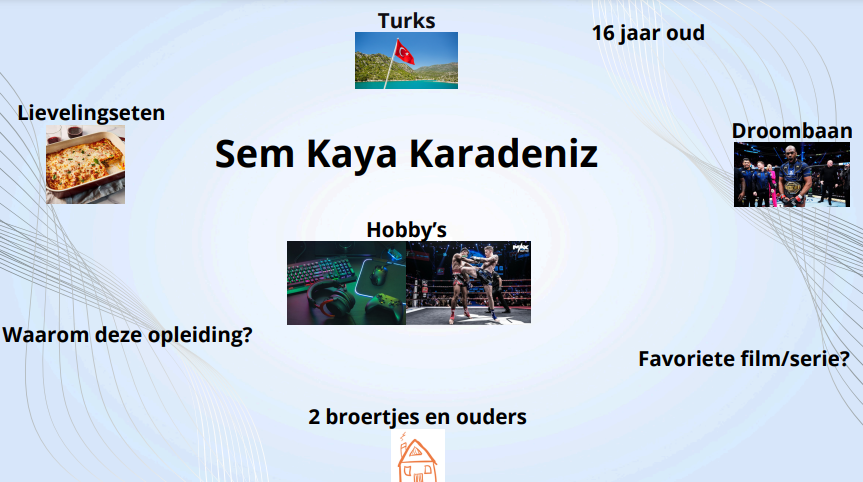 Turks
16 jaar oud
Lievelingseten
Droombaan
Sem Kaya Karadeniz
Hobby’s
Waarom deze opleiding?
Favoriete film/serie?
2 broertjes en ouders